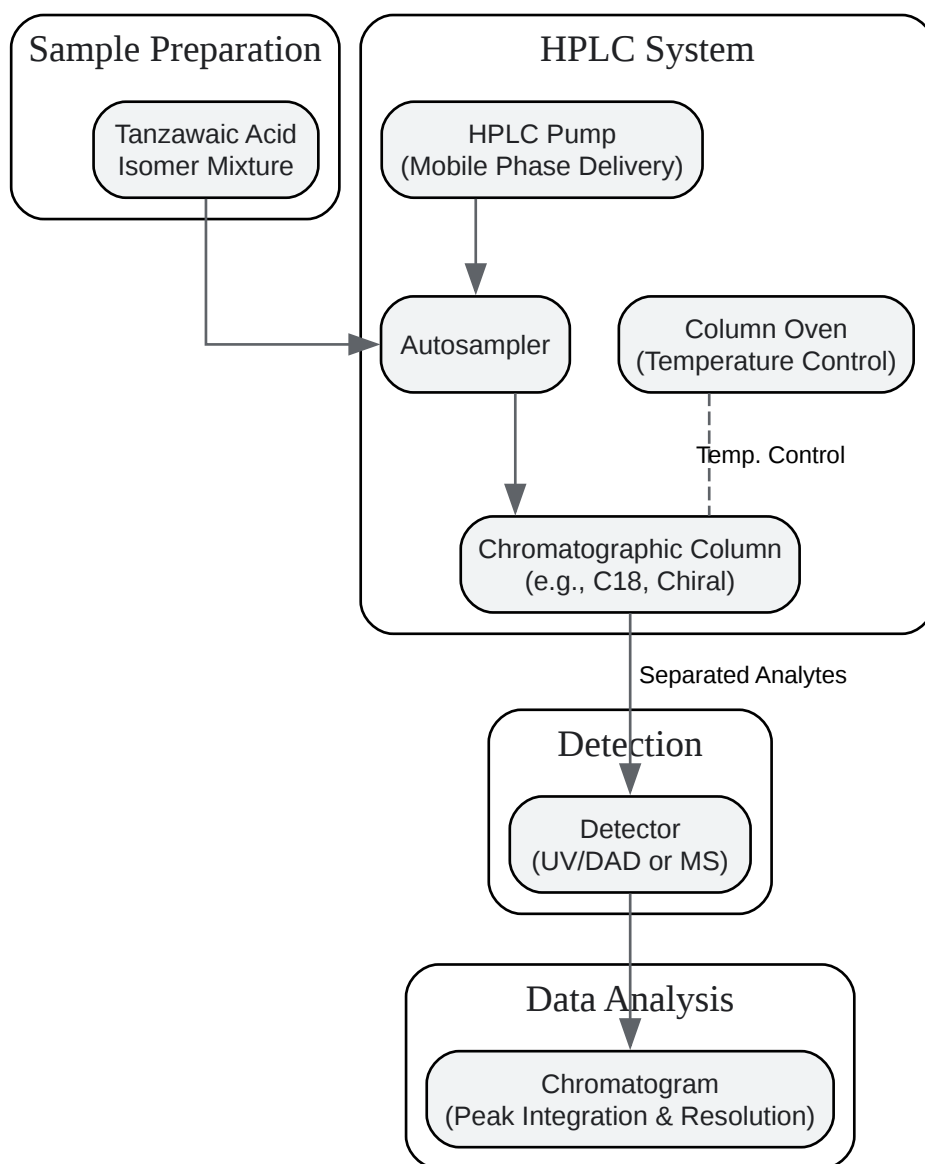 Sample Preparation
Tanzawaic Acid
Isomer Mixture
HPLC System
HPLC Pump
(Mobile Phase Delivery)
Autosampler
Column Oven
(Temperature Control)
Temp. Control
Chromatographic Column
(e.g., C18, Chiral)
Separated Analytes
Detection
Detector
(UV/DAD or MS)
Data Analysis
Chromatogram
(Peak Integration & Resolution)